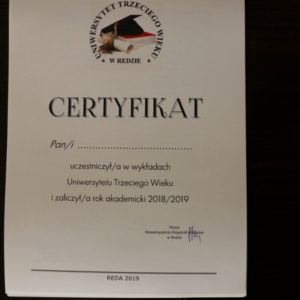 UNIWERSYTET TRZECIEGO WIEKU
W REDZIE
CERTYFIKAT
Pan/i ........................................
uczestniczył/a w wykładach
Uniwersytetu Trzeciego Wieku
i zaliczył/a rok akademicki 2018/2019
Prezes
w Redzie
REDA 2019